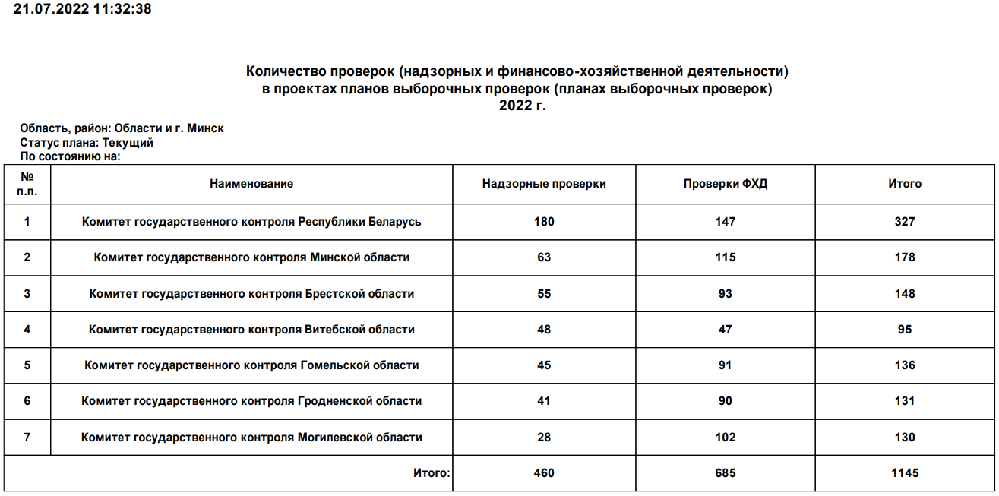 21.07.2022 11:32:38
Количество проверок (надзорных и финансово-хозяйственной деятельности)
в проектах планов выборочных проверок (планах выборочных проверок)
2022 г.
Область, район: Области и г. Минск
Статус плана: Текущий
По состоянию на:
№ п.п. Наименование Надзорные проверки Проверки ФХД Итого
1 Комитет государственного контроля Республики Беларусь 180 147 327
2 Комитет государственного контроля Минской области 63 115 178
3 Комитет государственного контроля Брестской области 55 93 148
4 Комитет государственного контроля Витебской области 48 47 95
5 Комитет государственного контроля Гомельской области 45 91 136
6 Комитет государственного контроля Гродненской области 41 90 131
7 Комитет государственного контроля Могилевской области 28 102 130
Итого: 460 685 1145